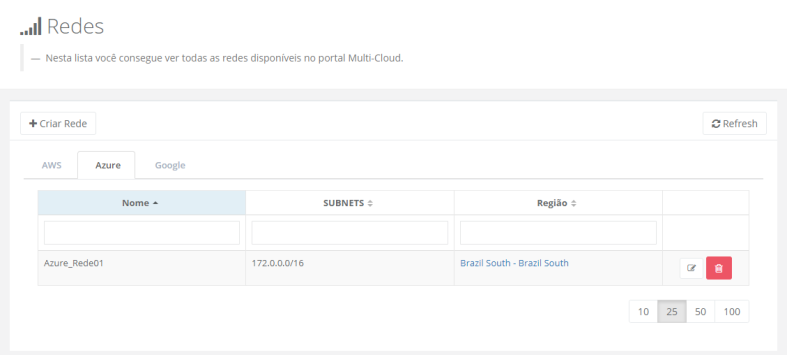 Redes
— Nesta lista você consegue ver todas as redes disponíveis no portal Multi-Cloud.
+ Criar Rede
Refresh
AWS Azure Google
Nome SUBNETS Região
Azure_Rede01 172.0.0.0/16 Brazil South - Brazil South
10 25 50 100